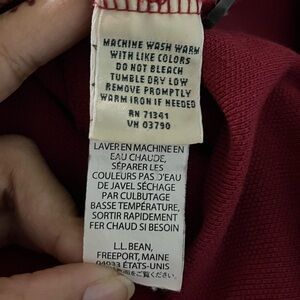 MACHINE WASH WARM
WITH LIKE COLORS
DO NOT BLEACH
TUMBLE DRY LOW
REMOVE PROMPTLY
WARM IRON IF NEEDED
RN 71341
VH 03790
LAVER EN MACHINE EN
EAU CHAUDE,
SÉPARER LES
COULEURS PAS D'EAU
DE JAVEL SÉCHAGE
PAR CULBUTAGE
BASSE TEMPÉRATURE,
SORTIR RAPIDEMENT
FER CHAUD SI BESOIN
L.L. BEAN,
FREEPORT, MAINE
04033 ÉTATS-UNIS